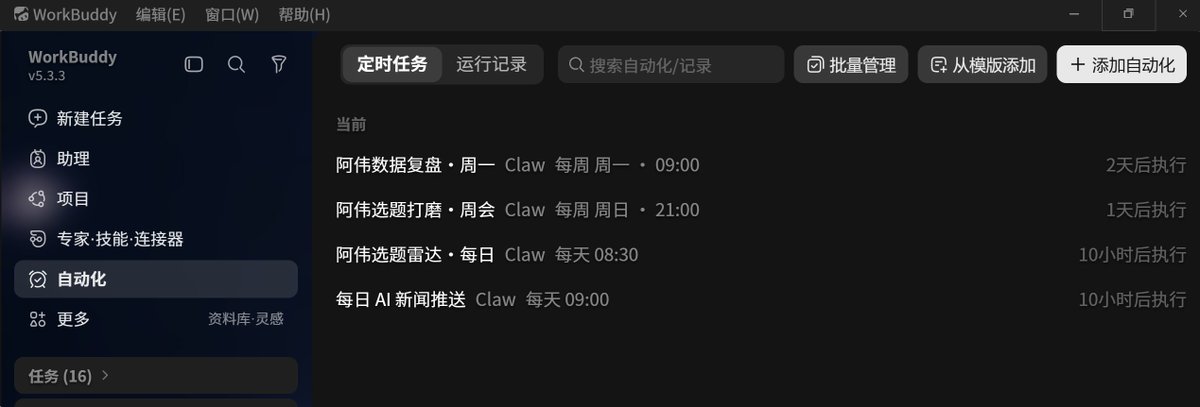 WorkBuddy 编辑(E) 窗口(W) 帮助(H)
WorkBuddy
v5.3.3
新建任务
助理
项目
专家·技能·连接器
自动化
更多 资料库·灵感
任务 (16)
定时任务 运行记录 搜索自动化/记录 批量管理 从模版添加 添加自动化
当前
阿伟数据复盘·周一 Claw 每周 周一 · 09:00 2天后执行
阿伟选题打磨·周会 Claw 每周 周日 · 21:00 1天后执行
阿伟选题雷达·每日 Claw 每天 08:30 10小时后执行
每日 AI 新闻推送 Claw 每天 09:00 10小时后执行